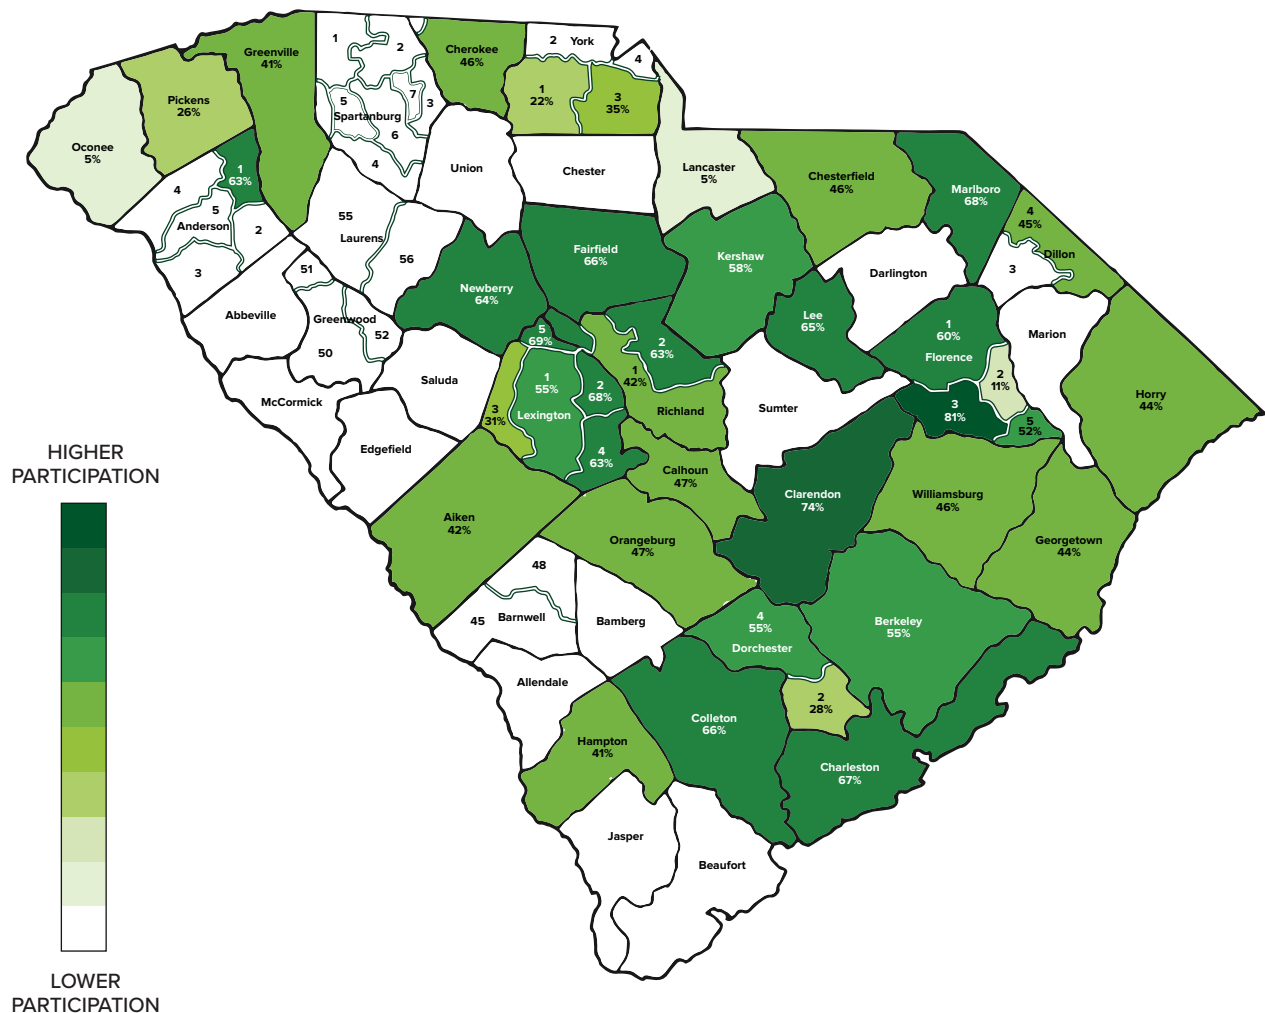 1
2
2 York
4
Greenville
41%
Cherokee
46%
Pickens
26%
5
7
3
Spartanburg
6
4
1
22%
3
35%
Oconee
5%
1
63%
4
5
Anderson
2
3
Union
Chester
Lancaster
5%
Chesterfield
46%
Marlboro
68%
4
45%
Dillon
3
55
Laurens
56
51
Greenwood
52
50
Abbeville
Newberry
64%
Fairfield
66%
Kershaw
58%
Darlington
Lee
65%
1
60%
Florence
2
11%
3
81%
5
52%
Marion
Horry
44%
McCormick
Saluda
Edgefield
5
69%
1
55%
Lexington
2
68%
3
31%
4
63%
2
63%
1
42%
Richland
Sumter
Calhoun
47%
Clarendon
74%
Williamsburg
46%
Georgetown
44%
Aiken
42%
Orangeburg
47%
48
45
Barnwell
Bamberg
4
55%
Dorchester
2
28%
Berkeley
55%
Allendale
Hampton
41%
Colleton
66%
Charleston
67%
Jasper
Beaufort
HIGHER
PARTICIPATION
LOWER
PARTICIPATION